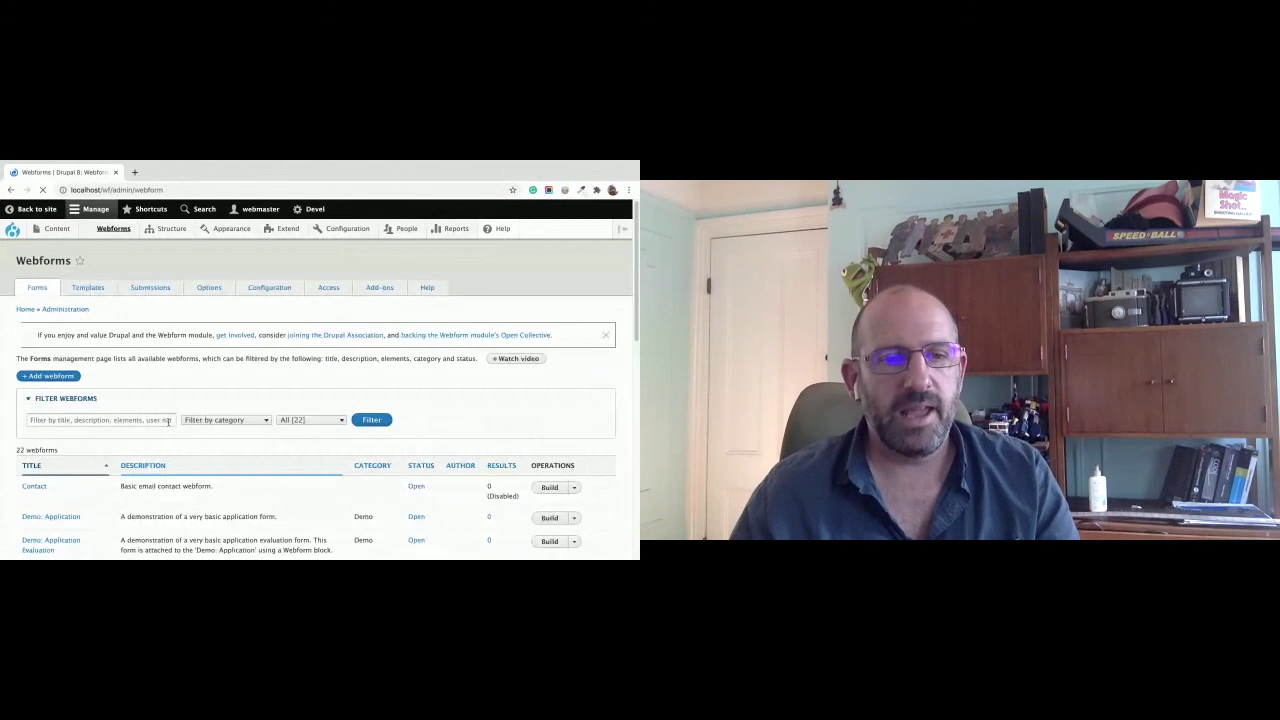 Webforms | Drupal 8: Webform
localhost/wf/admin/webform
Back to site Manage Shortcuts Search webmaster Devel
Content Webforms Structure Appearance Extend Configuration People Reports Help
Webforms
Forms Templates Submissions Options Configuration Access Add-ons Help
Home » Administration
If you enjoy and value Drupal and the Webform module, get involved, consider joining the Drupal Association, and backing the Webform module's Open Collective.
The Forms management page lists all available webforms, which can be filtered by the following: title, description, elements, category and status. +Watch video
+ Add webform
FILTER WEBFORMS
Filter by title, description, elements, user na Filter by category All [22] Filter
22 webforms
TITLE DESCRIPTION CATEGORY STATUS AUTHOR RESULTS OPERATIONS
Contact Basic email contact webform. Open 0 (Disabled) Build
Demo: Application A demonstration of a very basic application form. Demo Open 0 Build
Demo: Application Evaluation A demonstration of a very basic application evaluation form. This form is attached to the 'Demo: Application' using a Webform block. Demo Open 0 Build
Magic
Shot..
SHOOTING GALLERY
SPEED-BALL